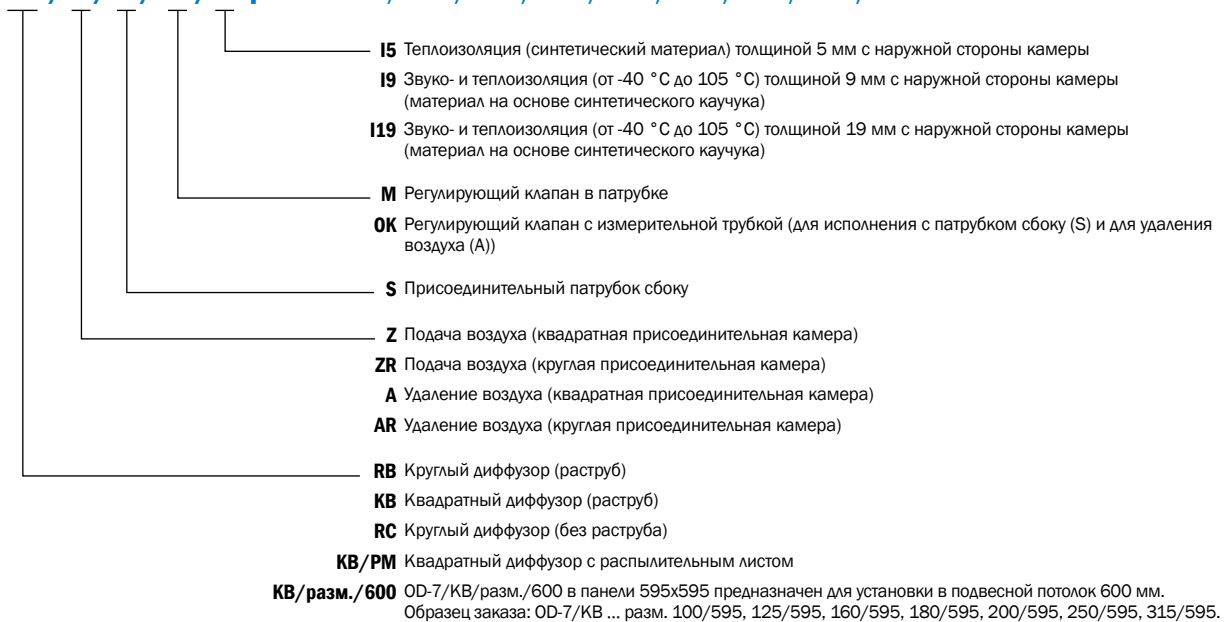 I5 Теплоизоляция (синтетический материал) толщиной 5 мм с наружной стороны камеры
I9 Звуко- и теплоизоляция (от -40 °C до 105 °C) толщиной 9 мм с наружной стороны камеры
(материал на основе синтетического каучука)
I19 Звуко- и теплоизоляция (от -40 °C до 105 °C) толщиной 19 мм с наружной стороны камеры
(материал на основе синтетического каучука)
M Регулирующий клапан в патрубке
OK Регулирующий клапан с измерительной трубкой (для исполнения с патрубком сбоку (S) и для удаления
воздуха (A))
S Присоединительный патрубок сбоку
Z Подача воздуха (квадратная присоединительная камера)
ZR Подача воздуха (круглая присоединительная камера)
A Удаление воздуха (квадратная присоединительная камера)
AR Удаление воздуха (круглая присоединительная камера)
RB Круглый диффузор (раструб)
KB Квадратный диффузор (раструб)
RC Круглый диффузор (без раструба)
KB/PM Квадратный диффузор с распылительным листом
KB/разм./600 OD-7/KB/разм./600 в панели 595x595 предназначен для установки в подвесной потолок 600 мм.
Образец заказа: OD-7/KB ... разм. 100/595, 125/595, 160/595, 180/595, 200/595, 250/595, 315/595.